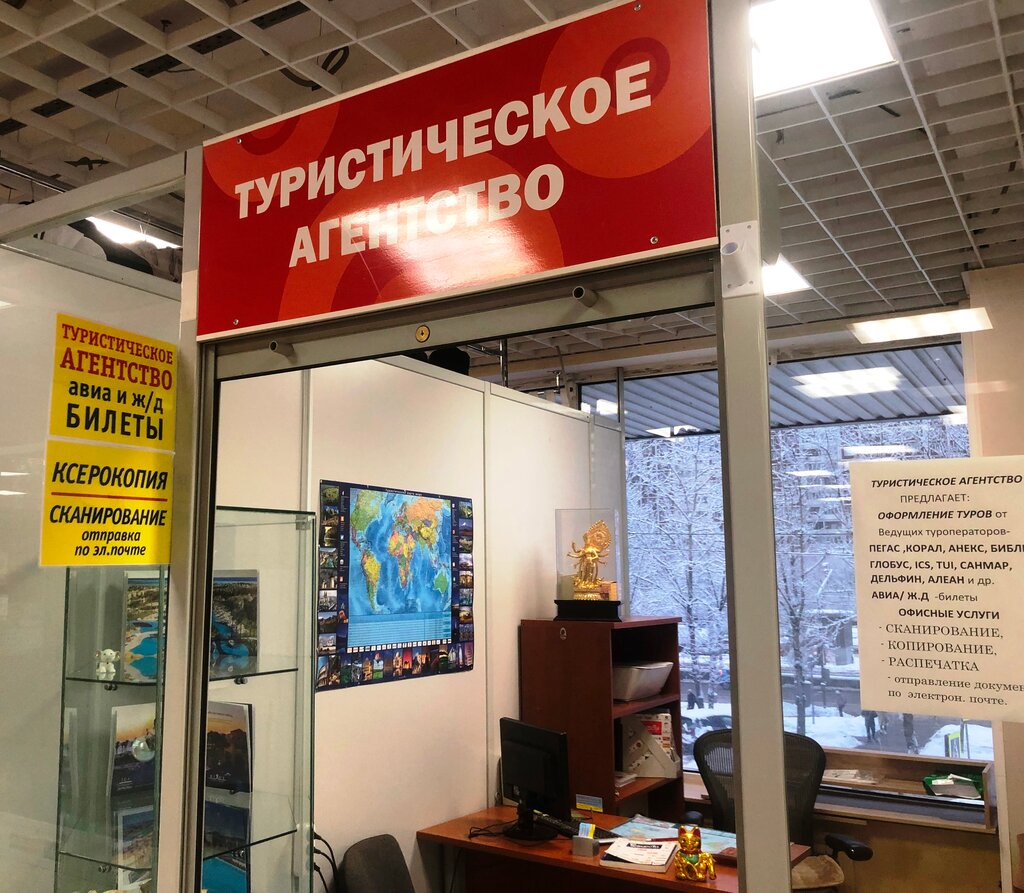 ТУРИСТИЧЕСКОЕ
АГЕНТСТВО
ТУРИСТИЧЕСКОЕ
АГЕНТСТВО
авиа и ж/д
БИЛЕТЫ
КСЕРОКОПИЯ
СКАНИРОВАНИЕ
отправка
по эл.почте
ТУРИСТИЧЕСКОЕ АГЕНТСТВО
ПРЕДЛАГАЕТ:
ОФОРМЛЕНИЕ ТУРОВ от
Ведущих туроператоров-
ПЕГАС ,КОРАЛ, АНЕКС, БИБЛИ
ГЛОБУС, ICS, TUI, САНМАР,
ДЕЛЬФИН, АЛЕАН и др.
АВИА/ Ж.Д -билеты
ОФИСНЫЕ УСЛУГИ
- СКАНИРОВАНИЕ,
- КОПИРОВАНИЕ,
- РАСПЕЧАТКА
- отправление докумен
по электрон. почте.